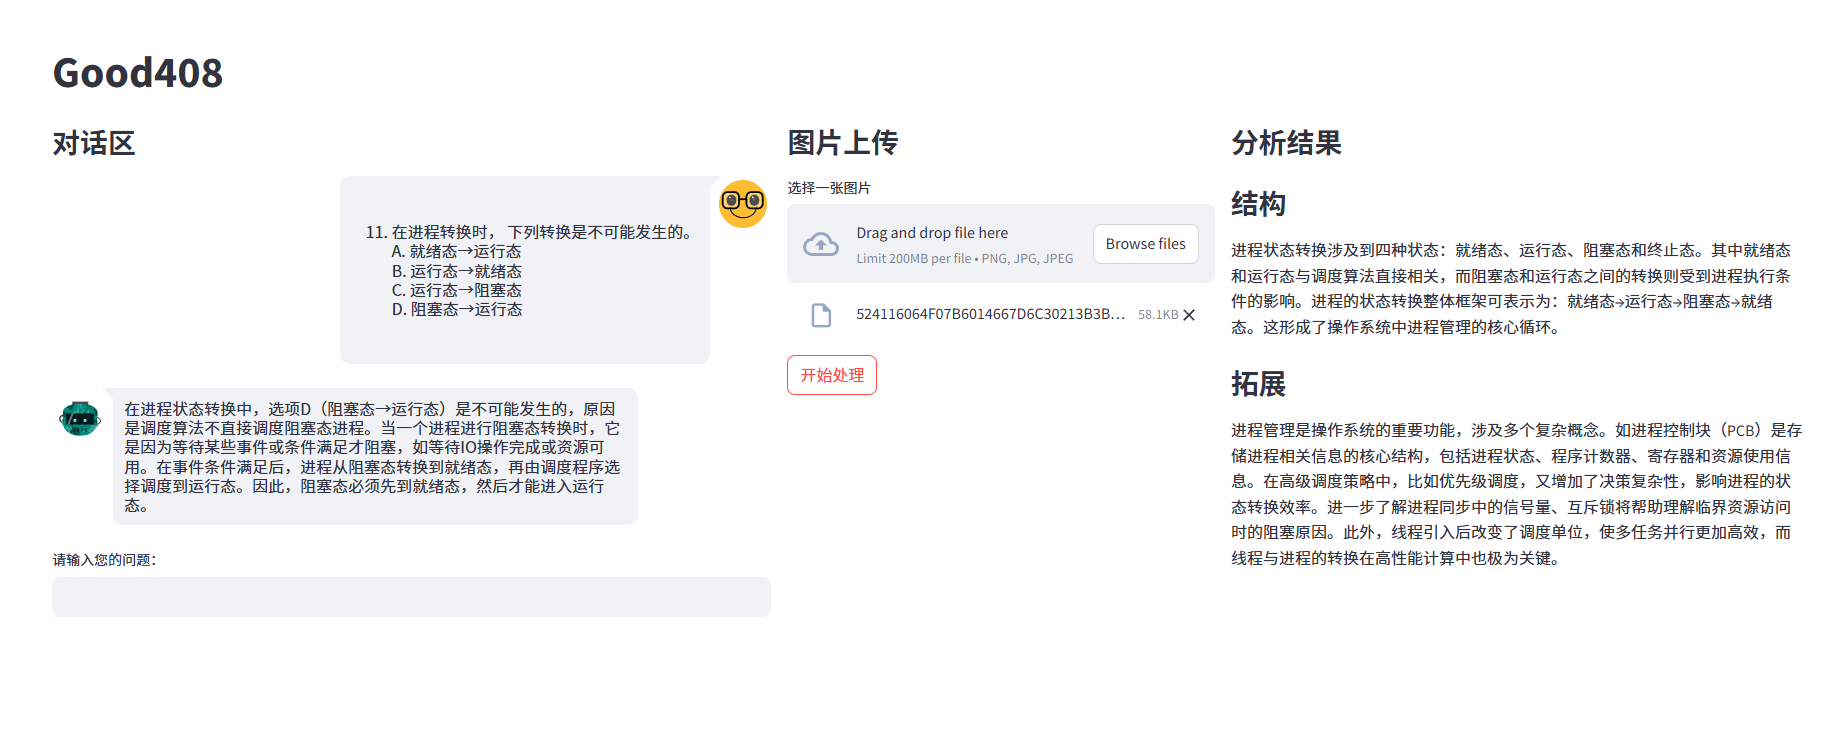 Good408
对话区
11. 在进程转换时， 下列转换是不可能发生的。
A. 就绪态→运行态
B. 运行态→就绪态
C. 运行态→阻塞态
D. 阻塞态→运行态
在进程状态转换中，选项D（阻塞态→运行态）是不可能发生的，原因
是调度算法不直接调度阻塞态进程。当一个进程进行阻塞态转换时，它
是因为等待某些事件或条件满足才阻塞，如等待IO操作完成或资源可
用。在事件条件满足后，进程从阻塞态转换到就绪态，再由调度程序选
择调度到运行态。因此，阻塞态必须先到就绪态，然后才能进入运行
态。
请输入您的问题：
图片上传
选择一张图片
Drag and drop file here
Limit 200MB per file • PNG, JPG, JPEG
Browse files
524116064F07B6014667D6C30213B3B... 58.1KB
开始处理
分析结果
结构
进程状态转换涉及到四种状态：就绪态、运行态、阻塞态和终止态。其中就绪态
和运行态与调度算法直接相关，而阻塞态和运行态之间的转换则受到进程执行条
件的影响。进程的状态转换整体框架可表示为：就绪态→运行态→阻塞态→就绪
态。这形成了操作系统中进程管理的核心循环。
拓展
进程管理是操作系统的重要功能，涉及多个复杂概念。如进程控制块（PCB）是存
储进程相关信息的核心结构，包括进程状态、程序计数器、寄存器和资源使用信
息。在高级调度策略中，比如优先级调度，又增加了决策复杂性，影响进程的状
态转换效率。进一步了解进程同步中的信号量、互斥锁将帮助理解临界资源访问
时的阻塞原因。此外，线程引入后改变了调度单位，使多任务并行更加高效，而
线程与进程的转换在高性能计算中也极为关键。